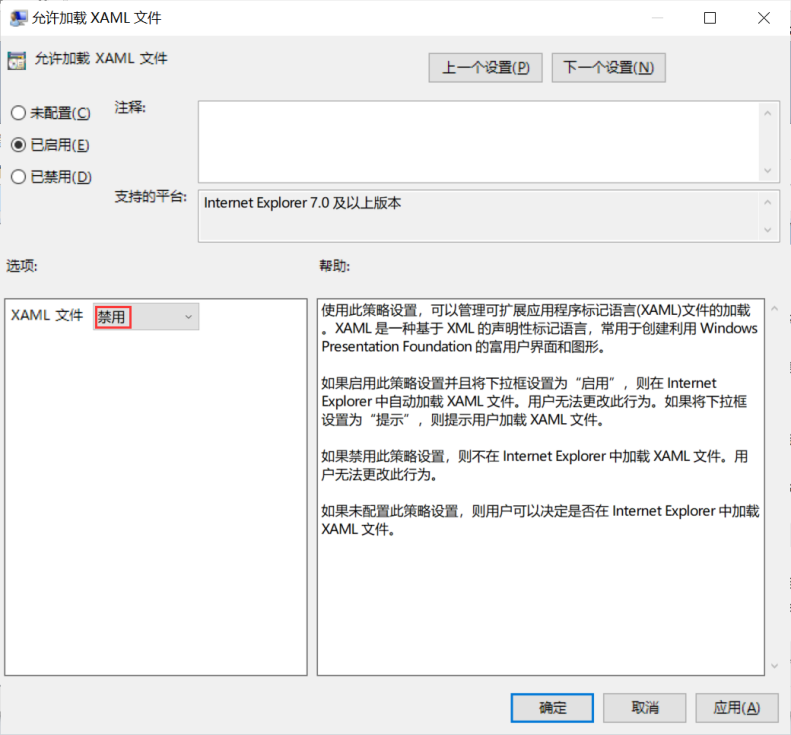 允许加载 XAML 文件
允许加载 XAML 文件
上一个设置(P)
下一个设置(N)
未配置(C)
注释:
已启用(E)
已禁用(D)
支持的平台:
Internet Explorer 7.0 及以上版本
选项:
帮助:
XAML 文件
禁用
使用此策略设置，可以管理可扩展应用程序标记语言(XAML)文件的加载
。XAML 是一种基于 XML 的声明性标记语言，常用于创建利用 Windows
Presentation Foundation 的富用户界面和图形。
如果启用此策略设置并且将下拉框设置为“启用”，则在 Internet
Explorer 中自动加载 XAML 文件。用户无法更改此行为。如果将下拉框
设置为“提示”，则提示用户加载 XAML 文件。
如果禁用此策略设置，则不在 Internet Explorer 中加载 XAML 文件。用
户无法更改此行为。
如果未配置此策略设置，则用户可以决定是否在 Internet Explorer 中加载
XAML 文件。
确定
取消
应用(A)